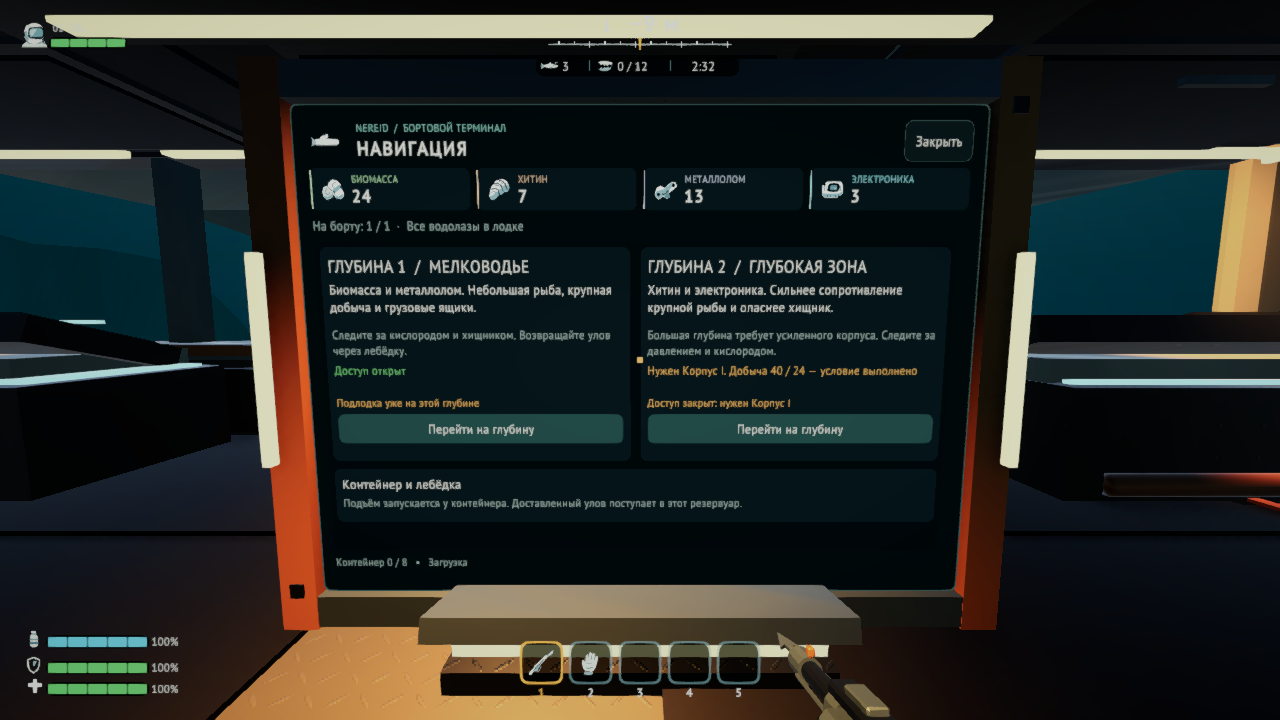 3 0 / 12 2:32
NEREID / БОРТОВОЙ ТЕРМИНАЛ
НАВИГАЦИЯ
Закрыть
БИОМАССА
24
ХИТИН
7
МЕТАЛЛОЛОМ
13
ЭЛЕКТРОНИКА
3
На борту: 1 / 1 · Все водолазы в лодке
ГЛУБИНА 1 / МЕЛКОВОДЬЕ
Биомасса и металлолом. Небольшая рыба, крупная
добыча и грузовые ящики.
Следите за кислородом и хищником. Возвращайте улов
через лебёдку.
Доступ открыт
Подлодка уже на этой глубине
Перейти на глубину
ГЛУБИНА 2 / ГЛУБОКАЯ ЗОНА
Хитин и электроника. Сильнее сопротивление
крупной рыбы и опаснее хищник.
Большая глубина требует усиленного корпуса. Следите за
давлением и кислородом.
Нужен Корпус I. Добыча 40 / 24 — условие выполнено
Доступ закрыт: нужен Корпус I
Перейти на глубину
Контейнер и лебёдка
Подъём запускается у контейнера. Доставленный улов поступает в этот резервуар.
Контейнер 0 / 8 • Загрузка
100%
100%
100%
1 2 3 4 5